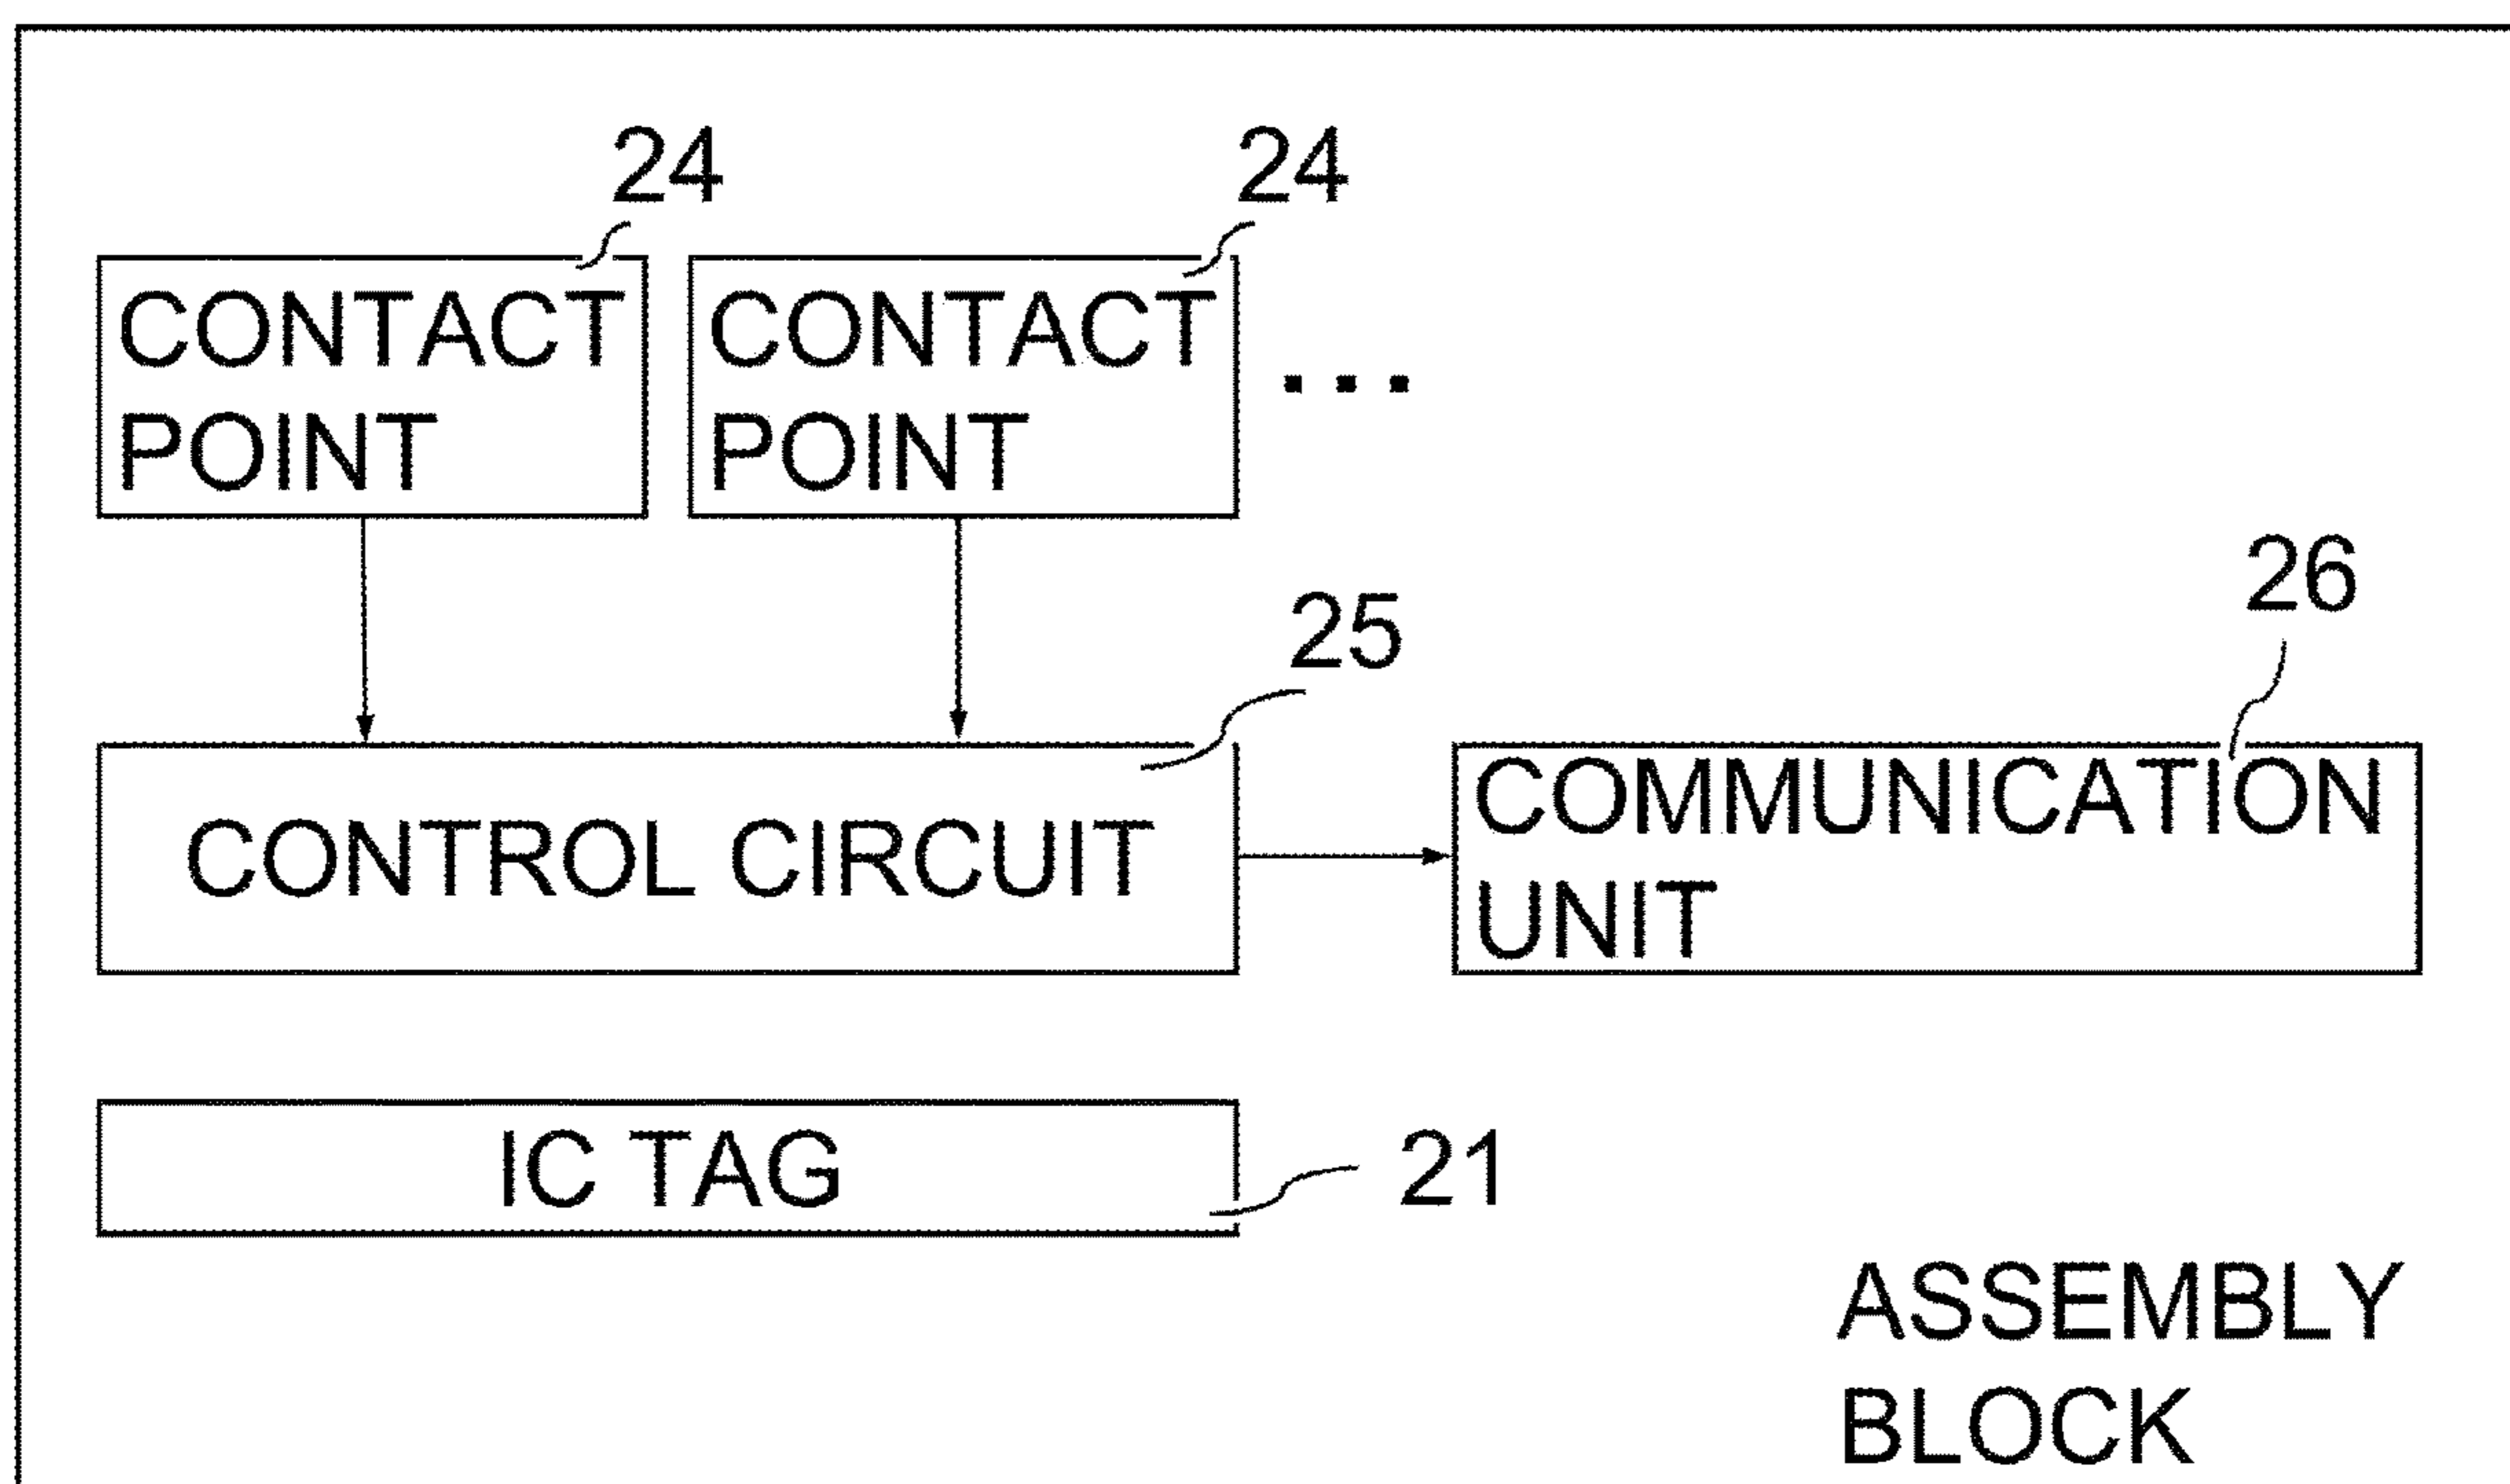 24
24
CONTACT
POINT
CONTACT
POINT
...
25
26
CONTROL CIRCUIT
COMMUNICATION
UNIT
IC TAG
21
ASSEMBLY
BLOCK